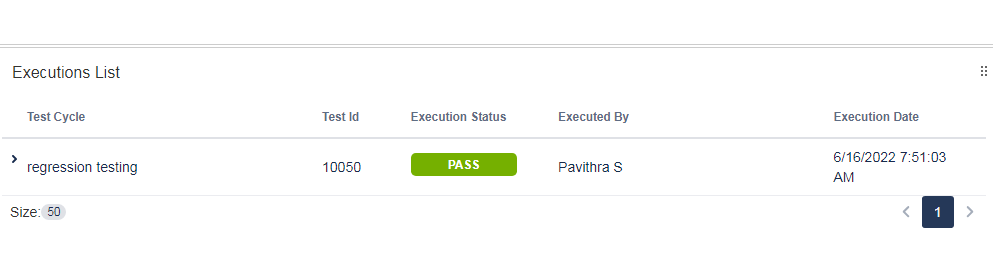 Executions List
Test Cycle Test Id Execution Status Executed By Execution Date
regression testing 10050 PASS Pavithra S 6/16/2022 7:51:03
AM
Size: 50 1